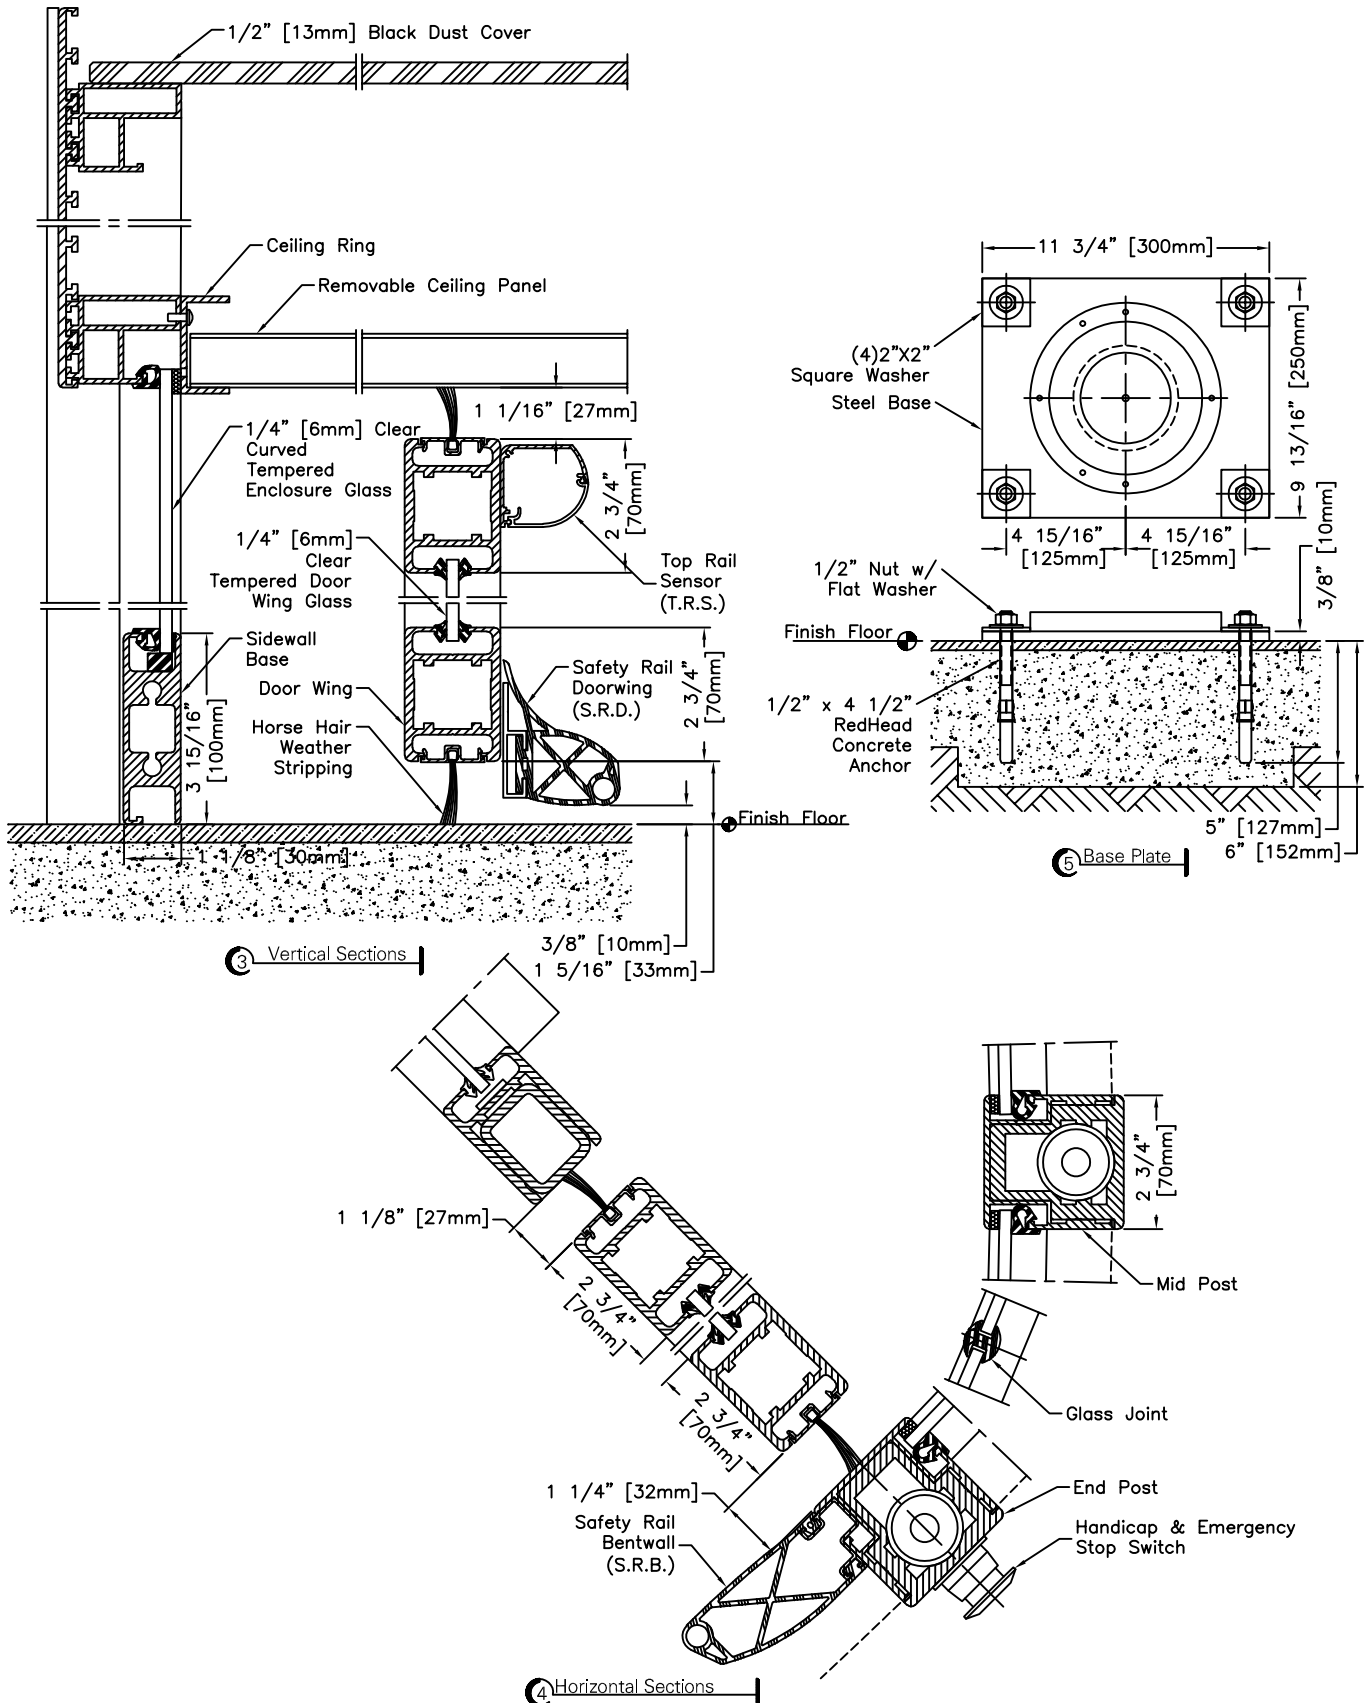 1/2” [13mm] Black Dust Cover
Ceiling Ring
Removable Ceiling Panel
1 1/16” [27mm]
1/4” [6mm] Clear
Curved
Tempered
Enclosure Glass
2 3/4”
[70mm]
1/4” [6mm]
Clear
Tempered Door
Wing Glass
Top Rail
Sensor
(T.R.S.)
Sidewall
Base
Door Wing
Horse Hair
Weather
Stripping
Safety Rail
Doorwing
(S.R.D.)
2 3/4”
[70mm]
3 15/16”
[100mm]
Finish Floor
1 1/8” [30mm]
3/8” [10mm]
1 5/16” [33mm]
3 Vertical Sections
11 3/4” [300mm]
(4)2”X2”
Square Washer
Steel Base
9 13/16” [250mm]
4 15/16”
[125mm]
4 15/16”
[125mm]
3/8” [10mm]
1/2” Nut w/
Flat Washer
Finish Floor
1/2” x 4 1/2”
RedHead
Concrete
Anchor
5” [127mm]
6” [152mm]
5 Base Plate
1 1/8” [27mm]
2 3/4”
[70mm]
2 3/4”
[70mm]
2 3/4”
[70mm]
Mid Post
Glass Joint
1 1/4” [32mm]
Safety Rail
Bentwall
(S.R.B.)
End Post
Handicap & Emergency
Stop Switch
4 Horizontal Sections